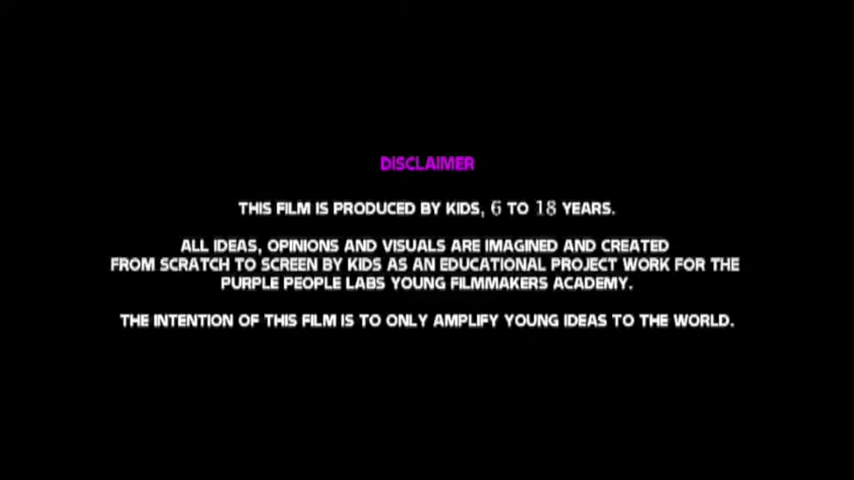 DISCLAIMER
THIS FILM IS PRODUCED BY KIDS, 6 TO 18 YEARS.
ALL IDEAS, OPINIONS AND VISUALS ARE IMAGINED AND CREATED
FROM SCRATCH TO SCREEN BY KIDS AS AN EDUCATIONAL PROJECT WORK FOR THE
PURPLE PEOPLE LABS YOUNG FILMMAKERS ACADEMY.
THE INTENTION OF THIS FILM IS TO ONLY AMPLIFY YOUNG IDEAS TO THE WORLD.